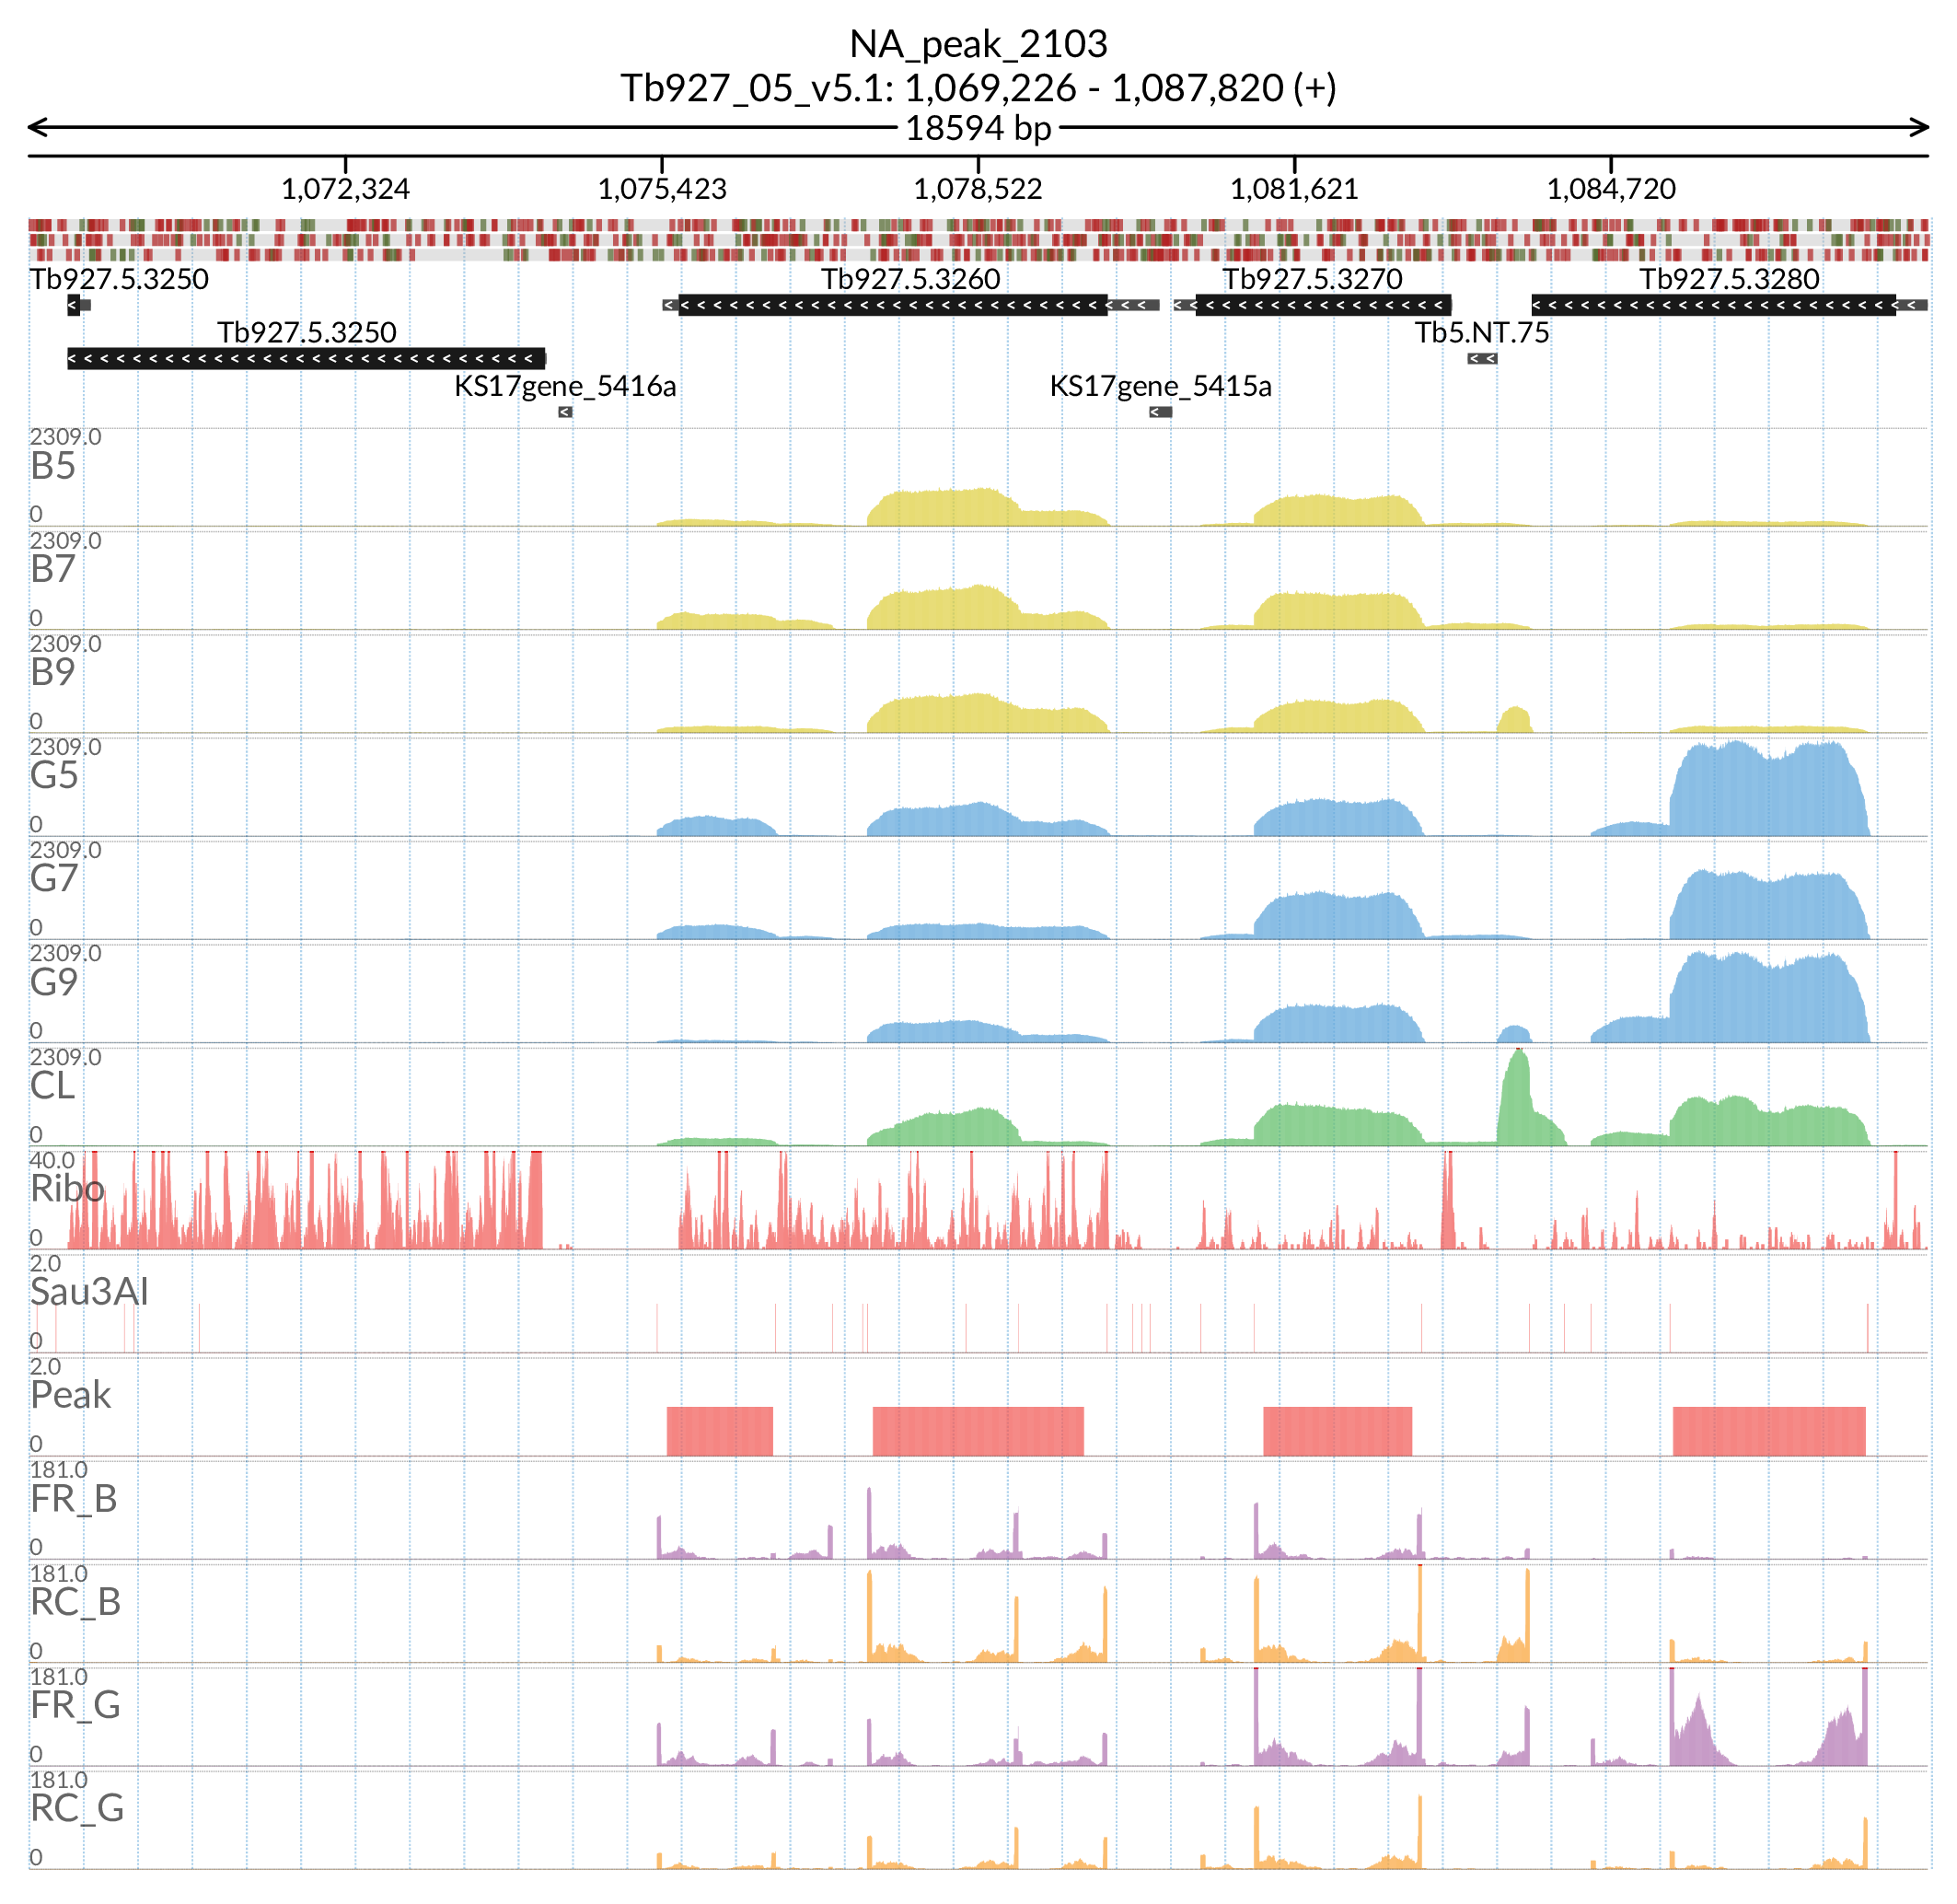 NA_peak_2103
Tb927_05_v5.1: 1,069,226 - 1,087,820 (+)
18594 bp
1,072,324 1,075,423 1,078,522 1,081,621 1,084,720
Tb927.5.3250 Tb927.5.3260 Tb927.5.3270 Tb927.5.3280
Tb927.5.3250 Tb5.NT.75
KS17gene_5416a KS17gene_5415a
2309.0
B5
0
2309.0
B7
0
2309.0
B9
0
2309.0
G5
0
2309.0
G7
0
2309.0
G9
0
2309.0
CL
0
40.0
Ribo
0
2.0
Sau3AI
0
2.0
Peak
0
181.0
FR_B
0
181.0
RC_B
0
181.0
FR_G
0
181.0
RC_G
0